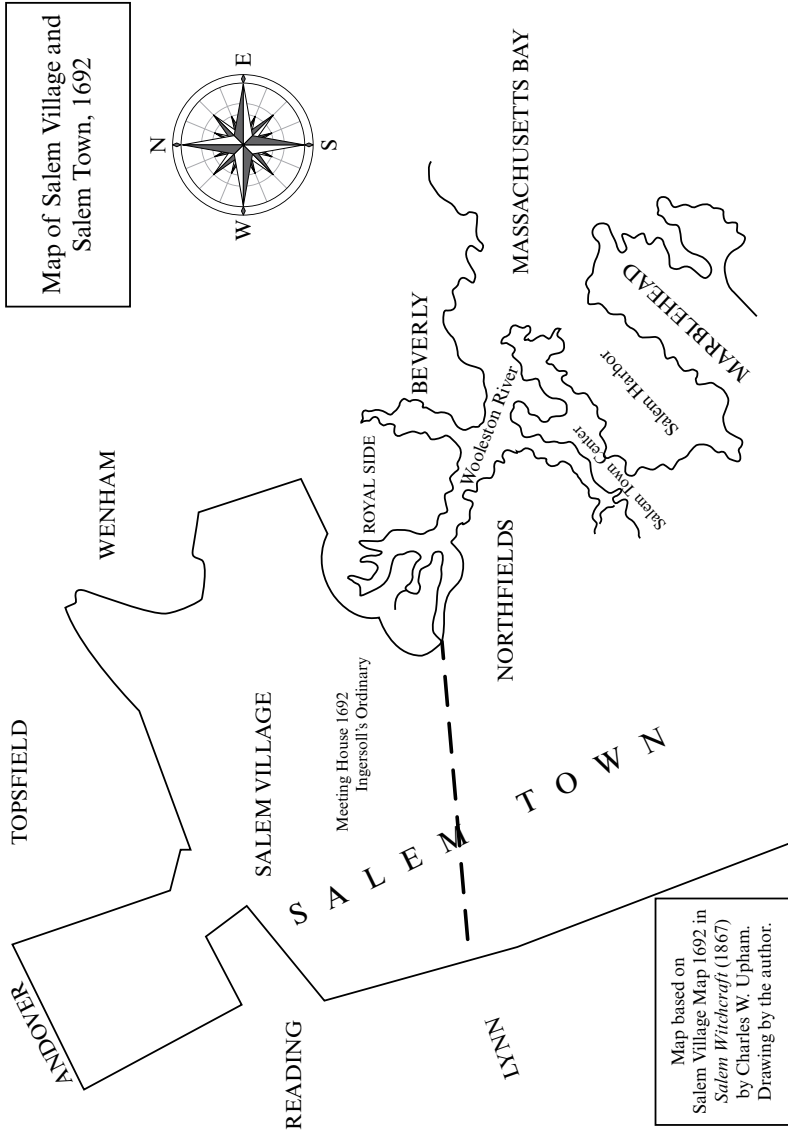 Map of Salem Village and
Salem Town, 1692
N
E
S
W
TOPSFIELD
WENHAM
ANDOVER
SALEM VILLAGE
Meeting House 1692
Ingersoll's Ordinary
ROYAL SIDE
BEVERLY
MASSACHUSETTS BAY
Wooleston River
READING
NORTHFIELDS
Salem Town Center
Salem Harbor
MARBLEHEAD
SALEM TOWN
LYNN
Map based on
Salem Village Map 1692 in
Salem Witchcraft (1867)
by Charles W. Upham.
Drawing by the author.